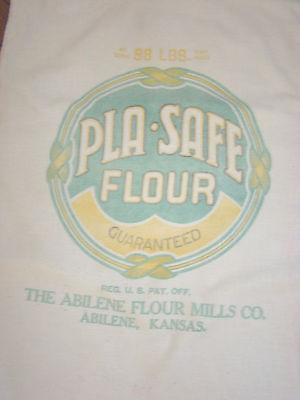 98 LBS.
PLA·SAFE
FLOUR
GUARANTEED
REG. U. S. PAT. OFF.
THE ABILENE FLOUR MILLS CO.
ABILENE, KANSAS.